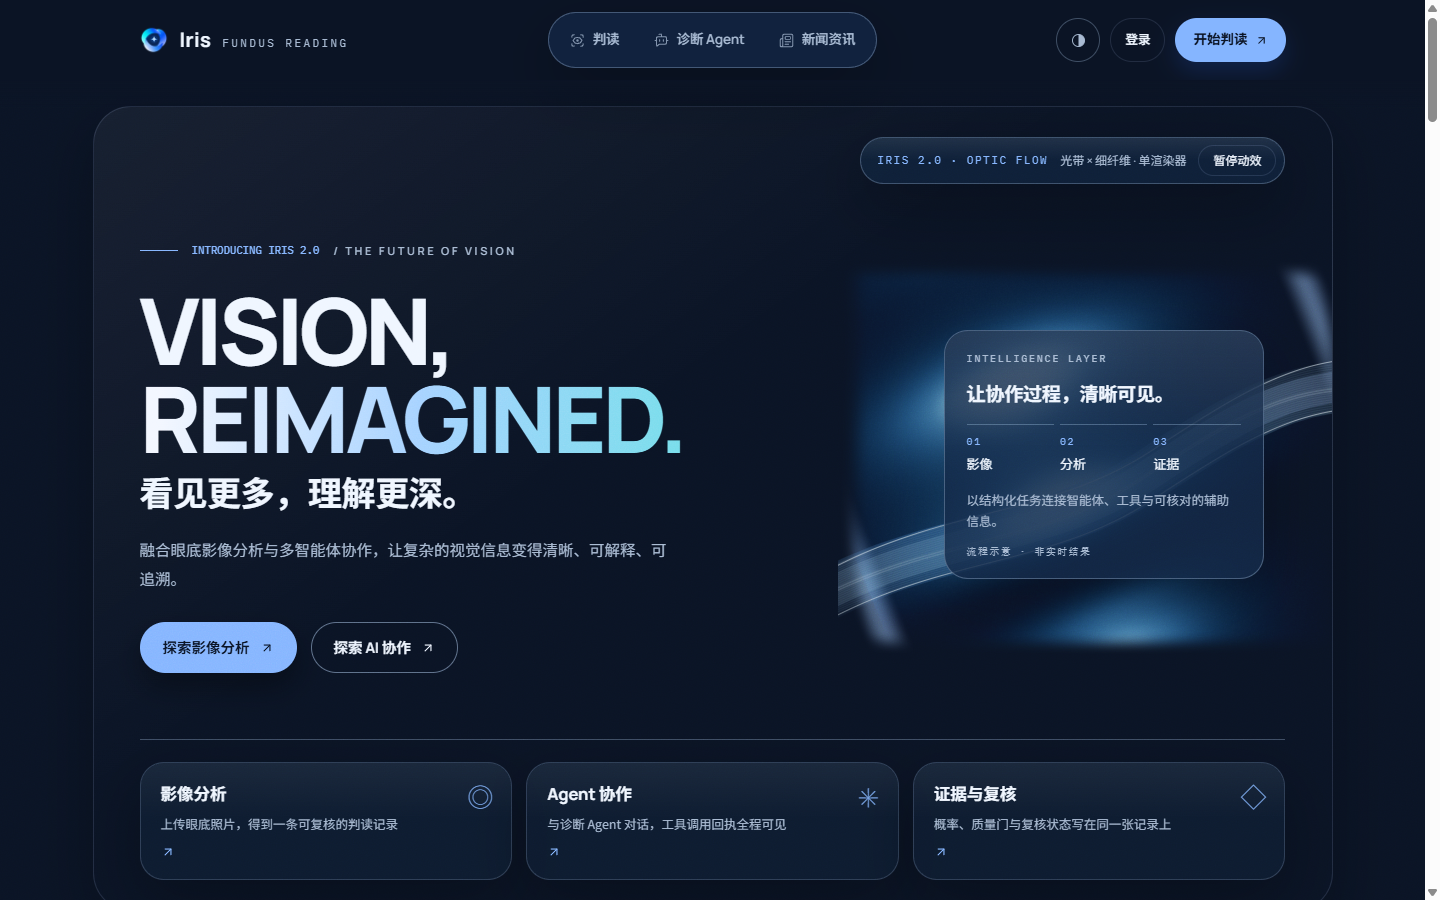 Iris FUNDUS READING
判读
诊断 Agent
新闻资讯
登录
开始判读
IRIS 2.0 · OPTIC FLOW 光带 × 细纤维 · 单渲染器 暂停动效
INTRODUCING IRIS 2.0 / THE FUTURE OF VISION
VISION,
REIMAGINED.
看见更多，理解更深。
融合眼底影像分析与多智能体协作，让复杂的视觉信息变得清晰、可解释、可
追溯。
探索影像分析
探索 AI 协作
INTELLIGENCE LAYER
让协作过程，清晰可见。
01 02 03
影像 分析 证据
以结构化任务连接智能体、工具与可核对的辅助
信息。
流程示意 · 非实时结果
影像分析
上传眼底照片，得到一条可复核的判读记录
Agent 协作
与诊断 Agent 对话，工具调用回执全程可见
证据与复核
概率、质量门与复核状态写在同一张记录上